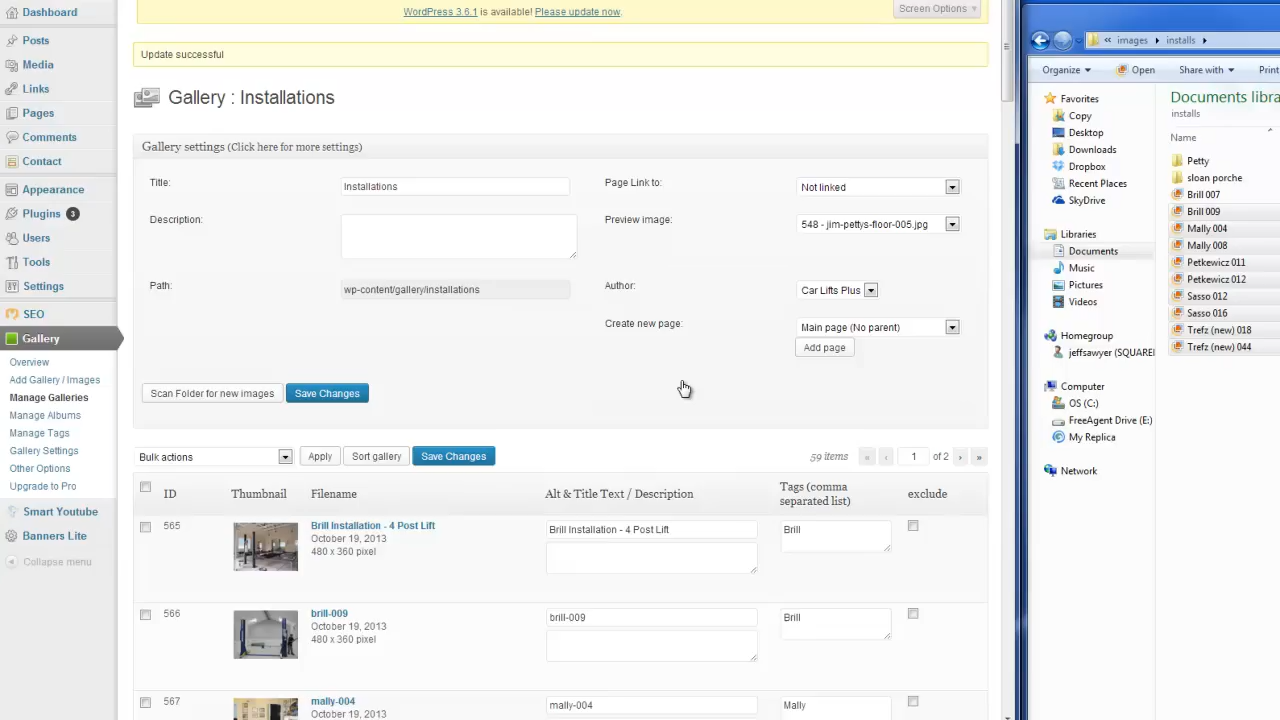 Dashboard
Posts
Media
Links
Pages
Comments
Contact
Appearance
Plugins 3
Users
Tools
Settings
SEO
Gallery
Overview
Add Gallery / Images
Manage Galleries
Manage Albums
Manage Tags
Gallery Settings
Other Options
Upgrade to Pro
Smart Youtube
Banners Lite
Collapse menu
WordPress 3.6.1 is available! Please update now.
Screen Options
Update successful
Gallery : Installations
Gallery settings (Click here for more settings)
Title: Installations
Page Link to: Not linked
Description:
Preview image: 548 - jim-pettys-floor-005.jpg
Path: wp-content/gallery/installations
Author: Car Lifts Plus
Create new page: Main page (No parent)
Add page
Scan Folder for new images Save Changes
Bulk actions Apply Sort gallery Save Changes 59 items « ‹ 1 of 2 › »
ID Thumbnail Filename Alt & Title Text / Description Tags (comma separated list) exclude
565 Brill Installation - 4 Post Lift Brill Installation - 4 Post Lift Brill
October 19, 2013
480 x 360 pixel
566 brill-009 brill-009 Brill
October 19, 2013
480 x 360 pixel
567 mally-004 mally-004 Mally
October 19, 2013
« images installs
Organize Open Share with Print
Favorites
Copy
Desktop
Downloads
Dropbox
Recent Places
SkyDrive
Libraries
Documents
Music
Pictures
Videos
Homegroup
jeffsawyer (SQUARE
Computer
OS (C:)
FreeAgent Drive (E:)
My Replica
Network
Documents libra
installs
Name
Petty
sloan porche
Brill 007
Brill 009
Mally 004
Mally 008
Petkewicz 011
Petkewicz 012
Sasso 012
Sasso 016
Trefz (new) 018
Trefz (new) 044